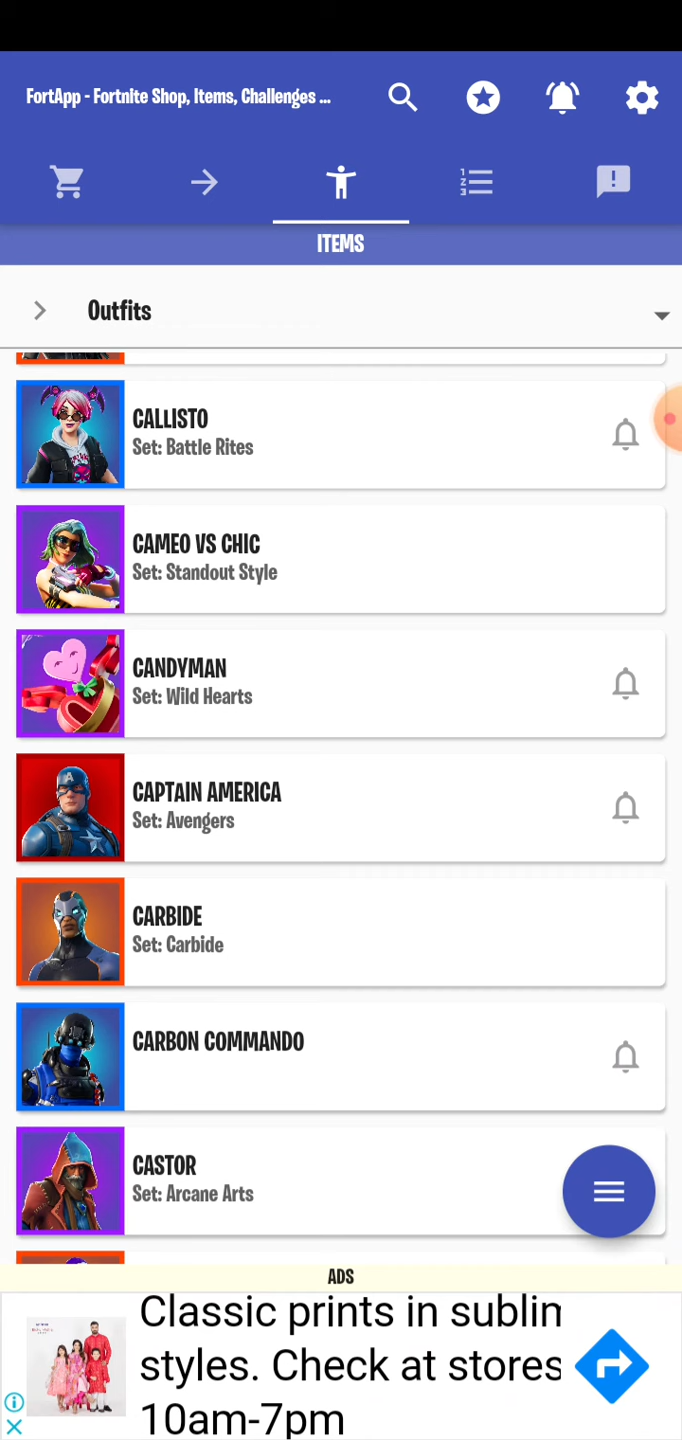 FortApp - Fortnite Shop, Items, Challenges ...
ITEMS
Outfits
CALLISTO
Set: Battle Rites
CAMEO VS CHIC
Set: Standout Style
CANDYMAN
Set: Wild Hearts
CAPTAIN AMERICA
Set: Avengers
CARBIDE
Set: Carbide
CARBON COMMANDO
CASTOR
Set: Arcane Arts
ADS
Classic prints in sublim
styles. Check at stores
10am-7pm